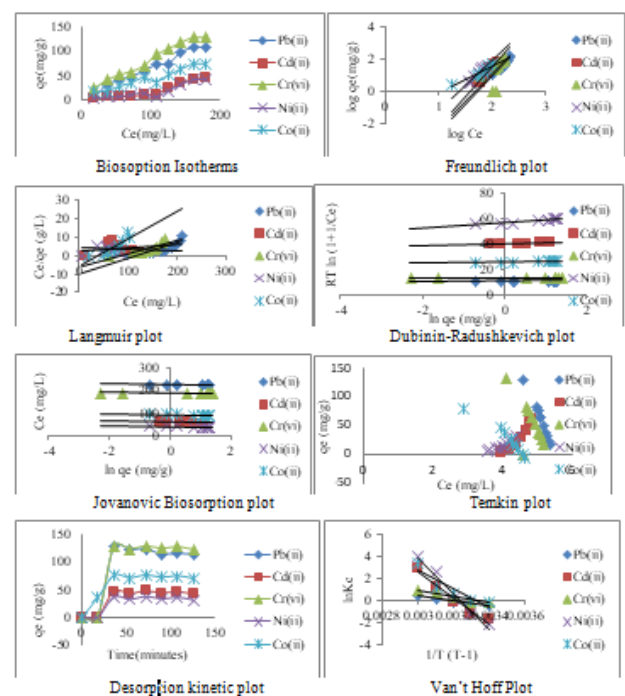 qe(mg/g)
150
100
50
0
0
100
200
Ce(mg/L)
Pb(ii)
Cd(ii)
Cr(vi)
Ni(ii)
Co(ii)
Biosoption Isotherms
log qe(mg/g)
4
2
0
-2
0
1
2
3
log Ce
Pb(ii)
Cd(ii)
Cr(vi)
Ni(ii)
Co(ii)
Freundlich plot
Ce/qe (g/L)
30
20
10
0
-10
-20
100
200
300
Ce (mg/L)
Pb(ii)
Cd(ii)
Cr(vi)
Ni(ii)
Co(ii)
Langmuir plot
RT ln (1+1/Ce)
80
60
40
20
0
-4
-2
0
2
ln qe (mg/g)
Pb(ii)
Cd(ii)
Cr(vi)
Ni(ii)
Co(ii)
Dubinin-Radushkevich plot
Ce (mg/L)
300
200
100
0
-4
-2
0
2
ln qe (mg/g)
Pb(ii)
Cd(ii)
Cr(vi)
Ni(ii)
Co(ii)
Jovanovic Biosorption plot
qe (mg/g)
150
100
50
0
-50
0
2
4
6
Ce (mg/L)
Pb(ii)
Cd(ii)
Cr(vi)
Ni(ii)
Co(ii)
Temkin plot
qe (mg/g)
150
100
50
0
-50
0
50
100
150
Time(minutes)
Pb(ii)
Cd(ii)
Cr(vi)
Ni(ii)
Co(ii)
Desorption kinetic plot
lnKc
6
4
2
0
-2
-4
0.0028
0.0036
1/T (T-1)
Pb(ii)
Cd(ii)
Cr(vi)
Ni(ii)
Co(ii)
Van't Hoff Plot